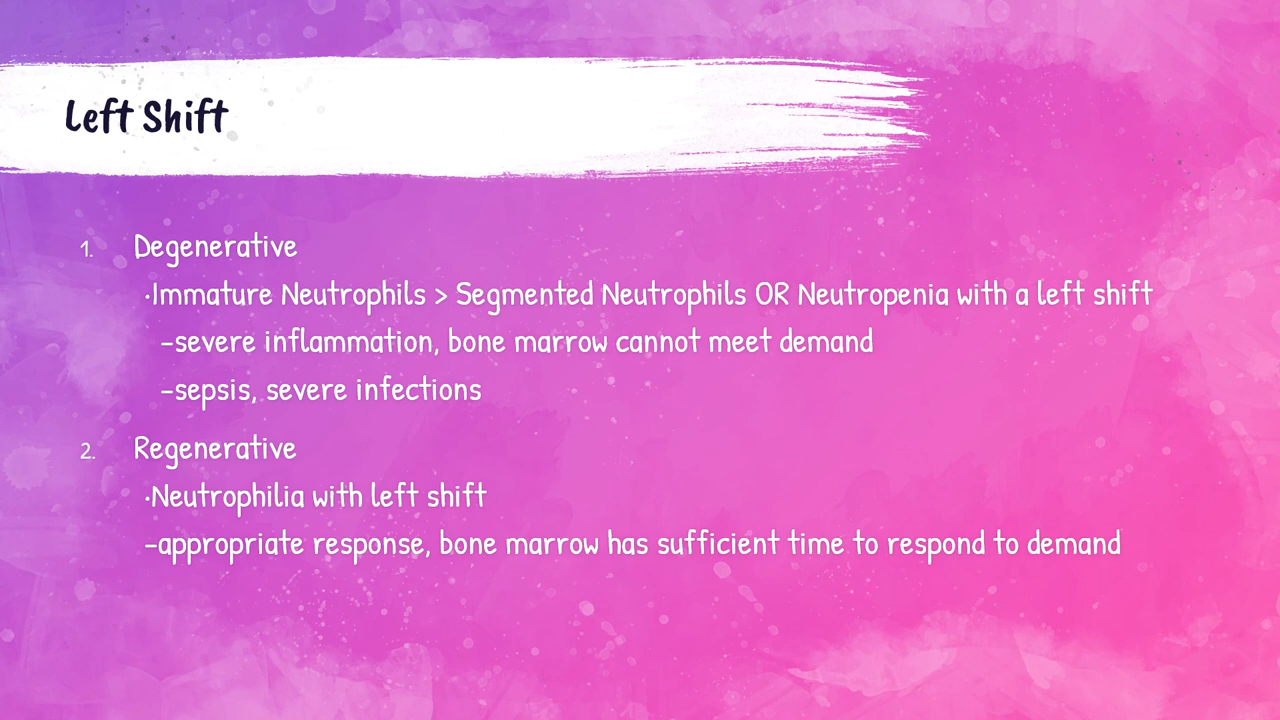 Left Shift
1. Degenerative
·Immature Neutrophils > Segmented Neutrophils OR Neutropenia with a left shift
-severe inflammation, bone marrow cannot meet demand
-sepsis, severe infections
2. Regenerative
·Neutrophilia with left shift
-appropriate response, bone marrow has sufficient time to respond to demand